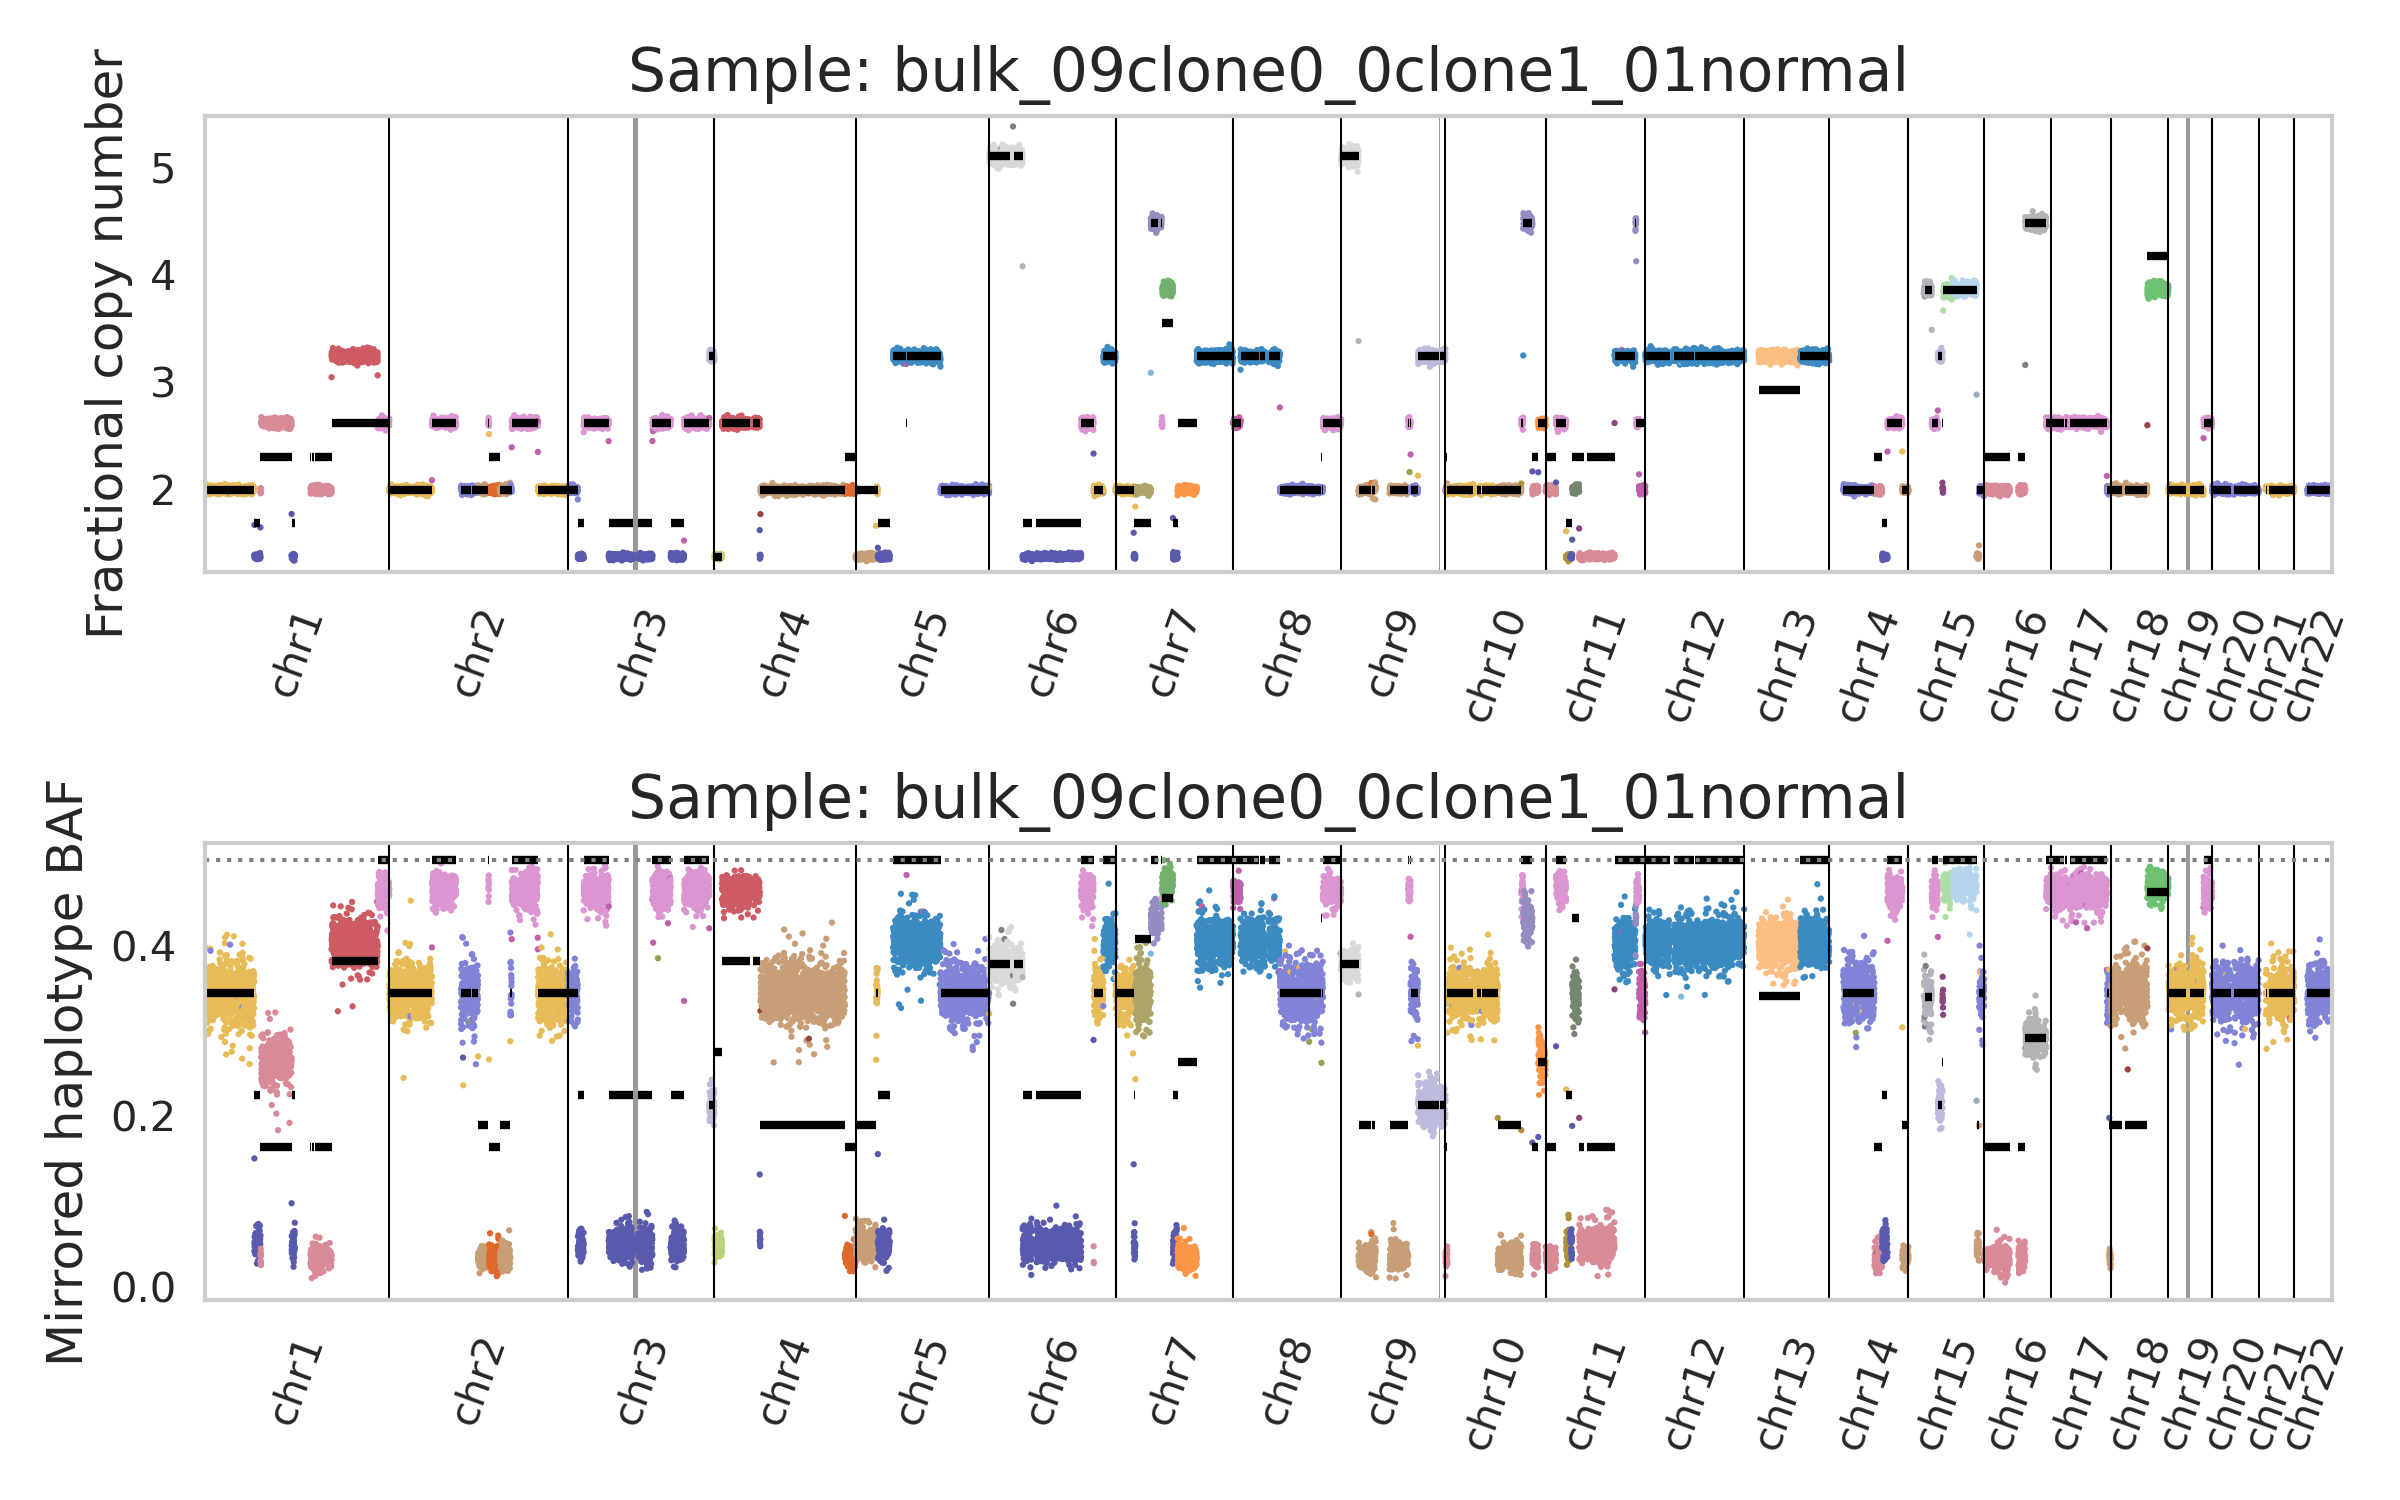 Sample: bulk_09clone0_0clone1_01normal
Fractional copy number
5
4
3
2
chr1
chr2
chr3
chr4
chr5
chr6
chr7
chr8
chr9
chr10
chr11
chr12
chr13
chr14
chr15
chr16
chr17
chr18
chr19
chr20
chr21
chr22
Sample: bulk_09clone0_0clone1_01normal
Mirrored haplotype BAF
0.4
0.2
0.0
chr1
chr2
chr3
chr4
chr5
chr6
chr7
chr8
chr9
chr10
chr11
chr12
chr13
chr14
chr15
chr16
chr17
chr18
chr19
chr20
chr21
chr22